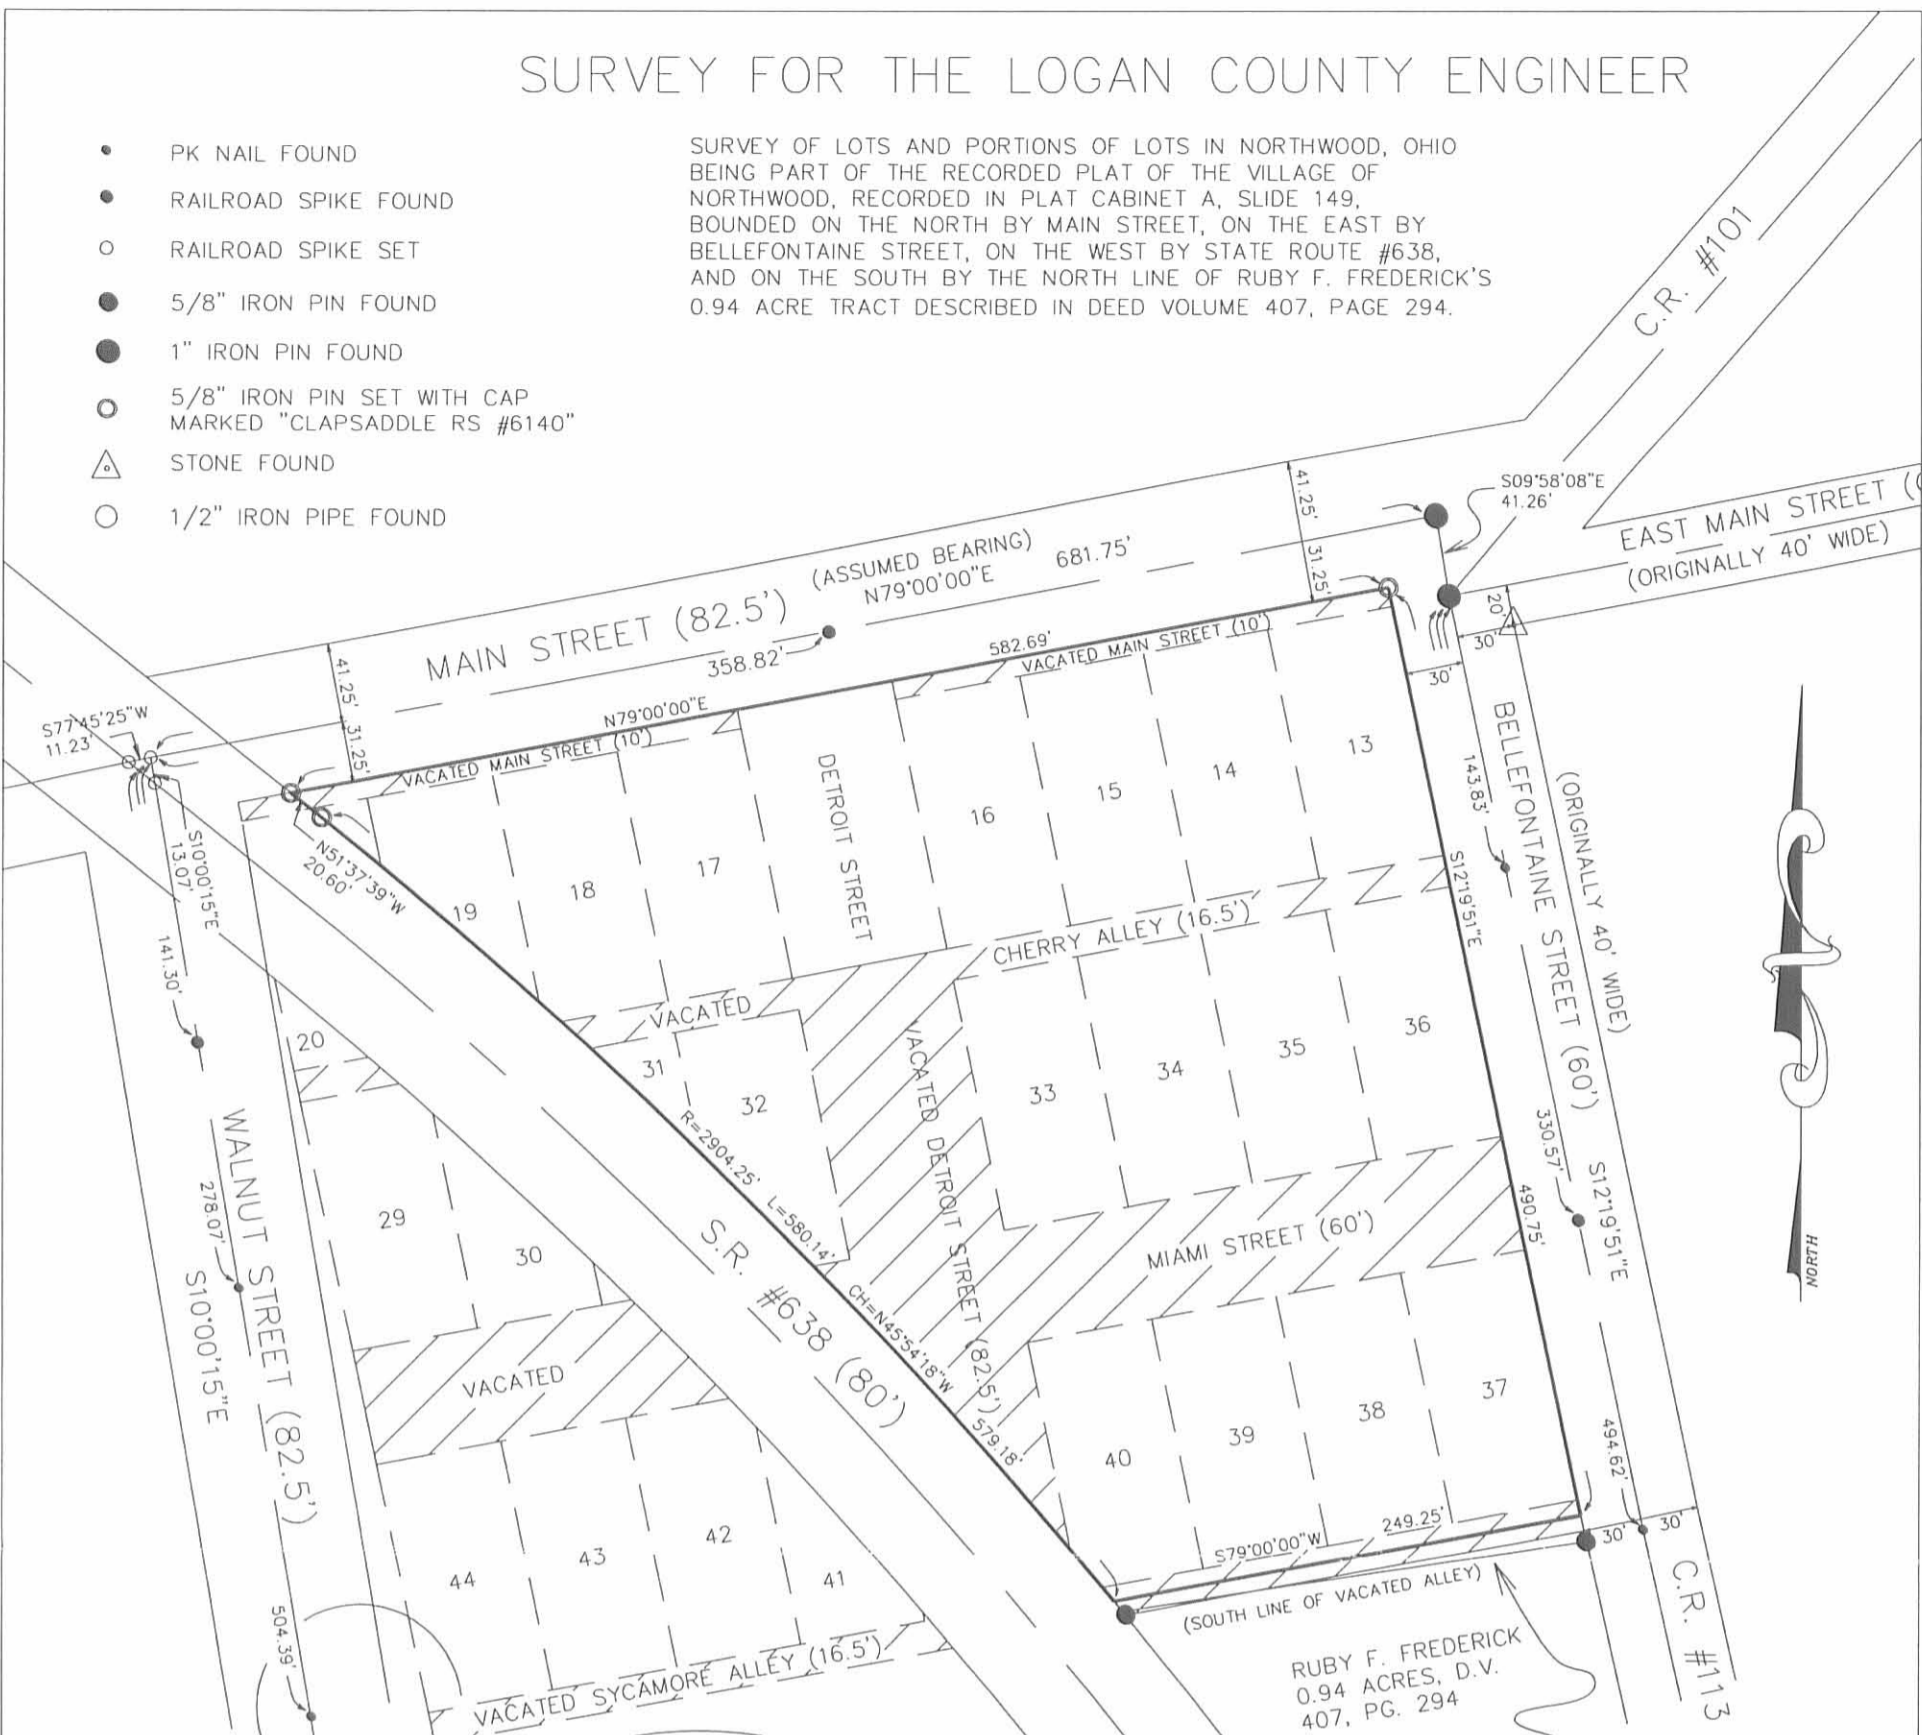 SURVEY FOR THE LOGAN COUNTY ENGINEER
PK NAIL FOUND
RAILROAD SPIKE FOUND
RAILROAD SPIKE SET
5/8" IRON PIN FOUND
1" IRON PIN FOUND
5/8" IRON PIN SET WITH CAP
MARKED "CLAPSADDLE RS #6140"
STONE FOUND
1/2" IRON PIPE FOUND
SURVEY OF LOTS AND PORTIONS OF LOTS IN NORTHWOOD, OHIO
BEING PART OF THE RECORDED PLAT OF THE VILLAGE OF
NORTHWOOD, RECORDED IN PLAT CABINET A, SLIDE 149,
BOUNDED ON THE NORTH BY MAIN STREET, ON THE EAST BY
BELLEFONTAINE STREET, ON THE WEST BY STATE ROUTE #638,
AND ON THE SOUTH BY THE NORTH LINE OF RUBY F. FREDERICK'S
0.94 ACRE TRACT DESCRIBED IN DEED VOLUME 407, PAGE 294.
C.R. #101
S09°58'08"E
41.26'
EAST MAIN STREET (
(ORIGINALLY 40' WIDE)
41.25'
31.25'
(ASSUMED BEARING)
N79°00'00"E
681.75'
MAIN STREET (82.5')
358.82'
582.69'
VACATED MAIN STREET (10')
20'
30'
30'
41.25'
31.25'
S77°45'25"W
11.23'
N79°00'00"E
VACATED MAIN STREET (10')
S10°00'15"E
13.07'
N51°37'39"W
20.60'
141.30'
19
18
17
DETROIT STREET
16
15
14
13
143.83'
BELLEFONTAINE STREET (60')
(ORIGINALLY 40' WIDE)
S12°19'51"E
CHERRY ALLEY (16.5')
VACATED
20
31
32
VACATED DETROIT STREET (82.5')
33
34
35
36
330.57'
S12°19'51"E
490.75'
R=2904.25'
L=580.14'
CH=N45°54'18"W
579.18'
WALNUT STREET (82.5')
278.07'
S10°00'15"E
29
30
S.R. #638 (80')
MIAMI STREET (60')
VACATED
40
39
38
37
494.62'
44
43
42
41
S79°00'00"W
249.25'
30'
30'
(SOUTH LINE OF VACATED ALLEY)
504.39'
VACATED SYCAMORE ALLEY (16.5')
RUBY F. FREDERICK
0.94 ACRES, D.V.
407, PG. 294
C.R. #113
NORTH